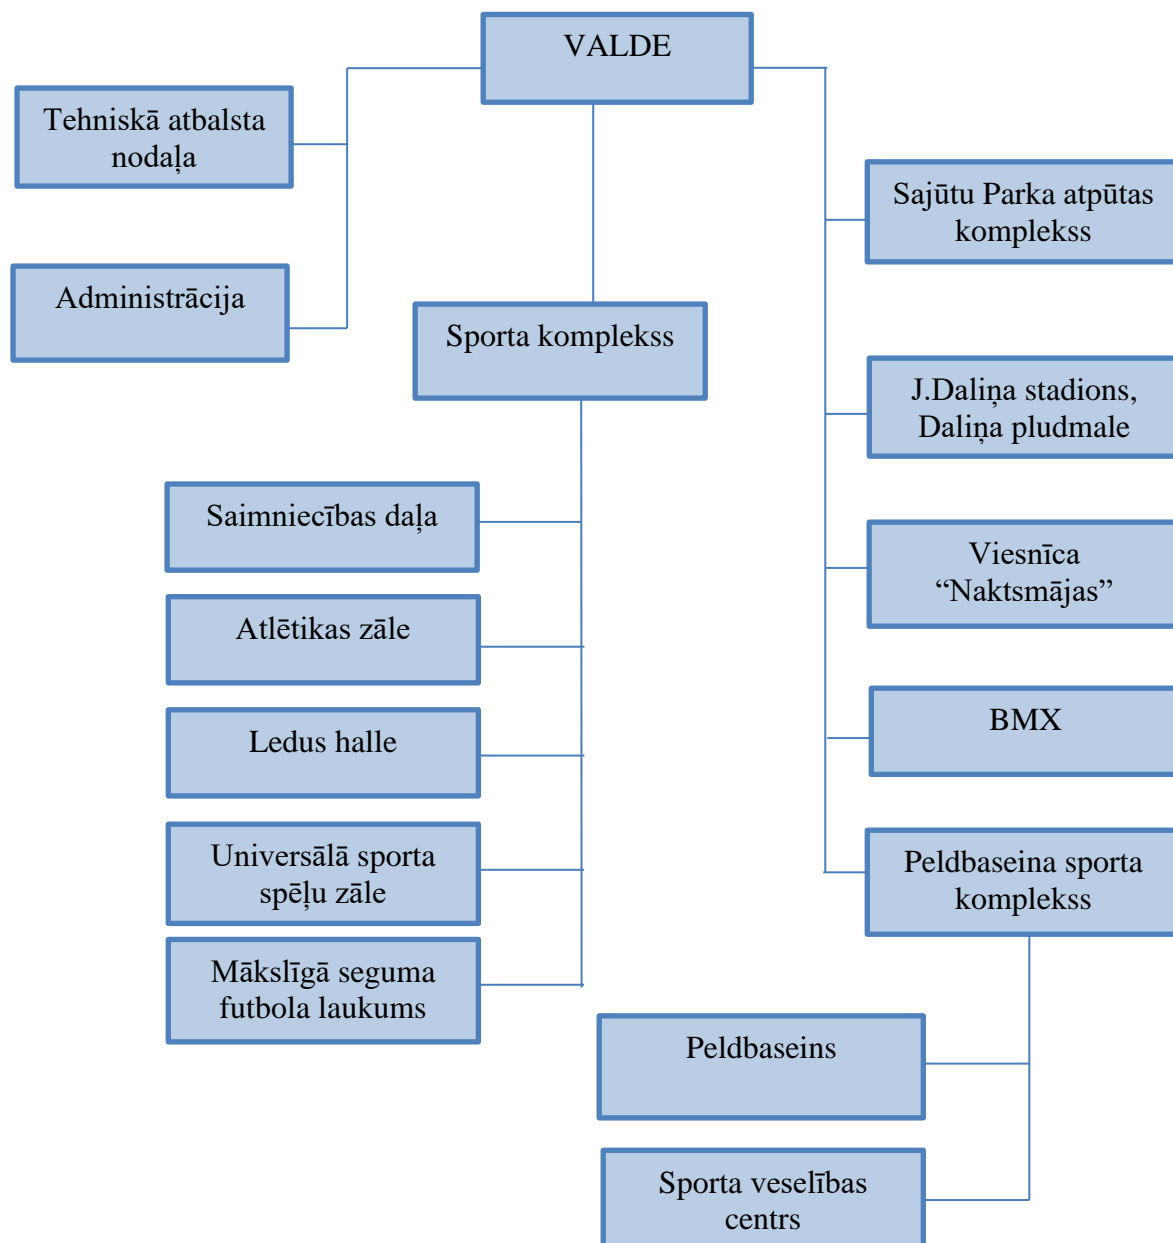 VALDE
Tehniskā atbalsta
nodaļa
Administrācija
Sporta komplekss
Saimniecības daļa
Atlētikas zāle
Ledus halle
Universālā sporta
spēļu zāle
Mākslīgā seguma
futbola laukums
Sajūtu Parka atpūtas
komplekss
J.Daliņa stadions,
Daliņa pludmale
Viesnīca
“Naktsmājas”
BMX
Peldbaseina sporta
komplekss
Peldbaseins
Sporta veselības
centrs